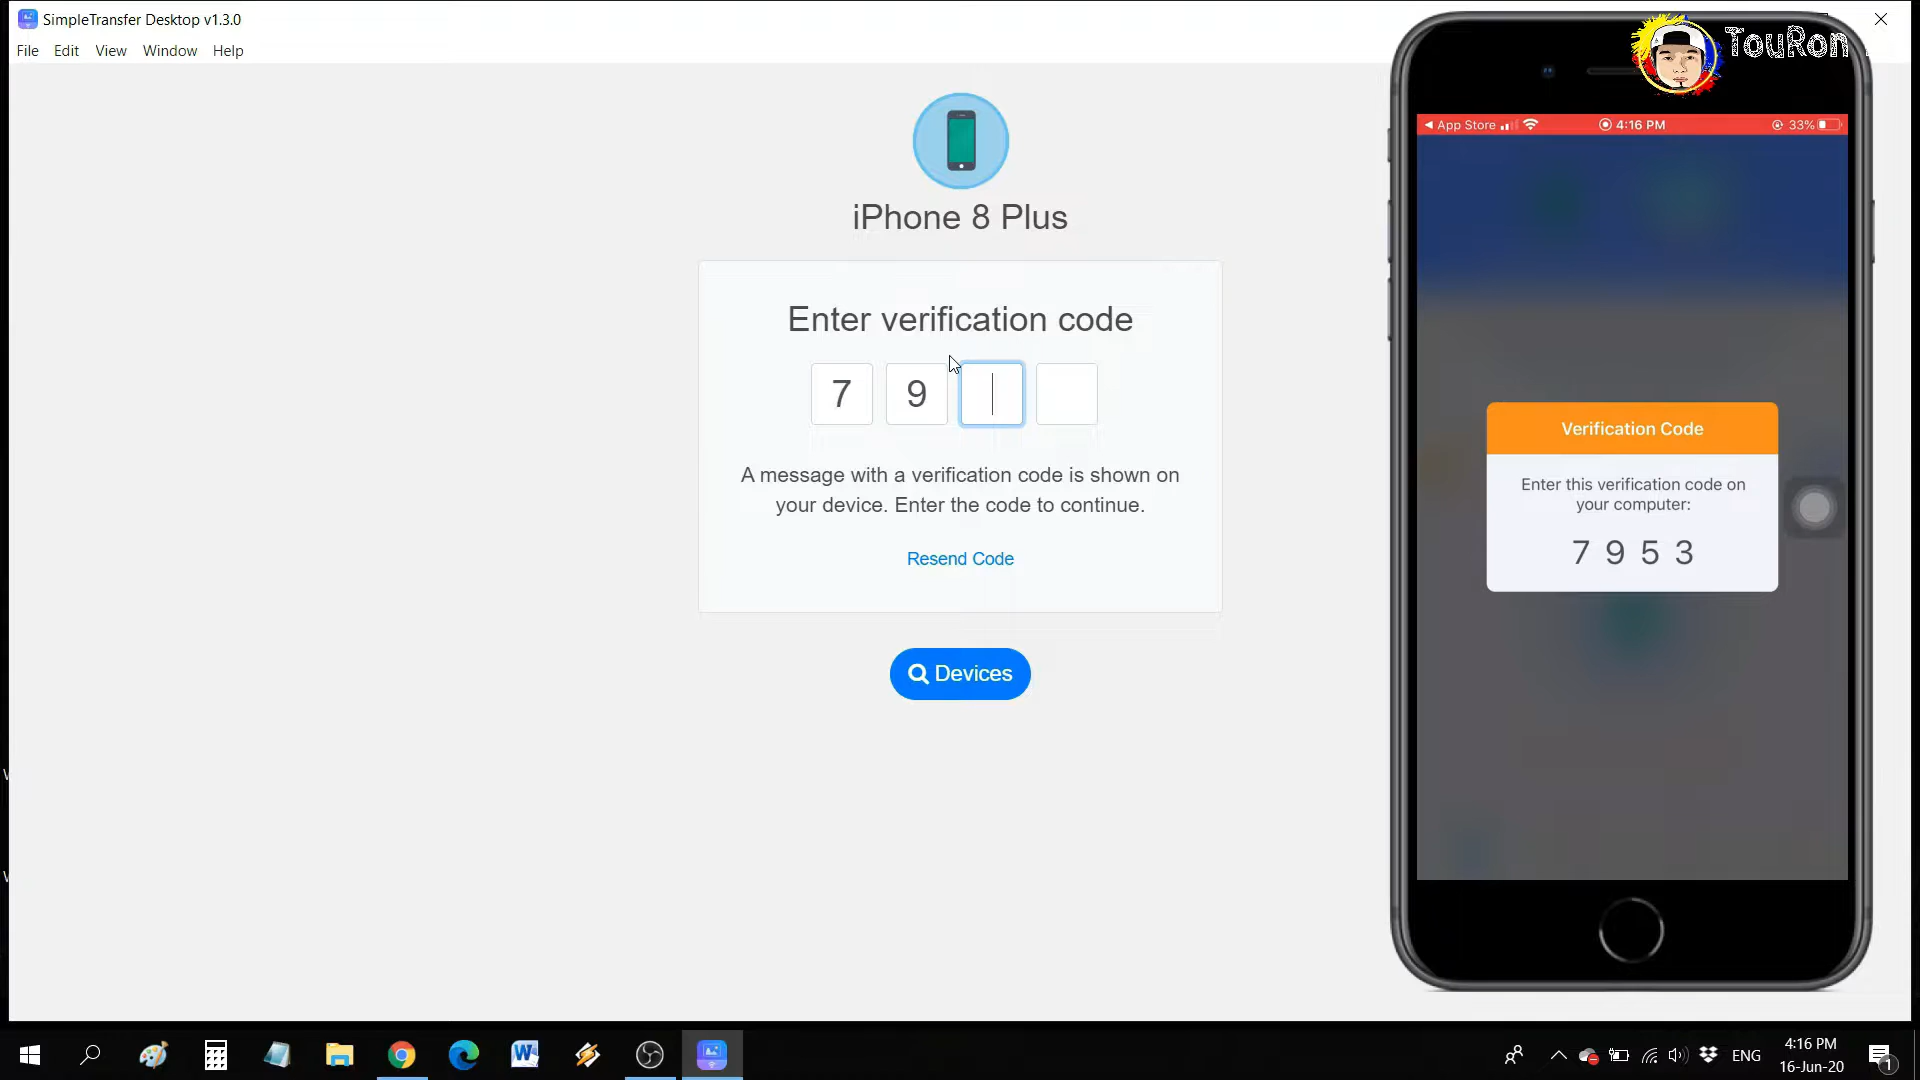 SimpleTransfer Desktop v1.3.0
File Edit View Window Help
TouRon
iPhone 8 Plus
Enter verification code
7 9
A message with a verification code is shown on
your device. Enter the code to continue.
Resend Code
Devices
App Store 4:16 PM 33%
Verification Code
Enter this verification code on
your computer:
7 9 5 3
ENG
4:16 PM
16-Jun-20
1